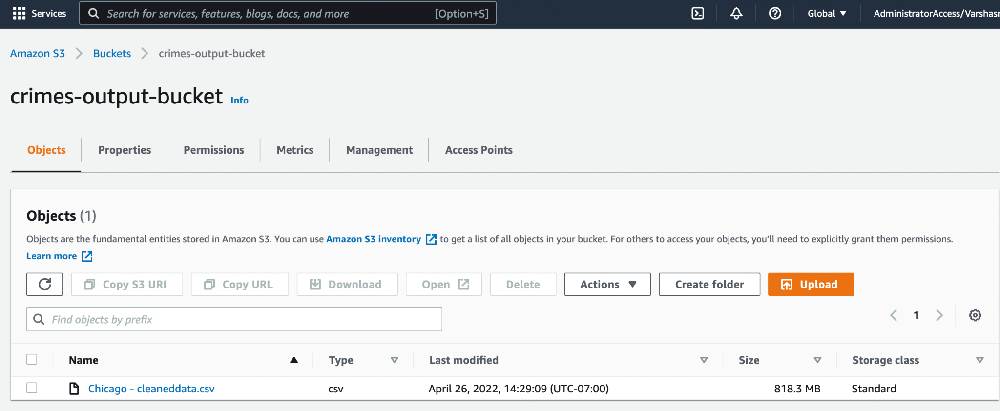 Services Search for services, features, blogs, docs, and more [Option+S] Global AdministratorAccess/Varshasr
Amazon S3 Buckets crimes-output-bucket
crimes-output-bucket Info
Objects Properties Permissions Metrics Management Access Points
Objects (1)
Objects are the fundamental entities stored in Amazon S3. You can use Amazon S3 inventory to get a list of all objects in your bucket. For others to access your objects, you’ll need to explicitly grant them permissions.
Learn more
Copy S3 URI Copy URL Download Open Delete Actions Create folder Upload
Find objects by prefix 1
Name Type Last modified Size Storage class
Chicago - cleaneddata.csv csv April 26, 2022, 14:29:09 (UTC-07:00) 818.3 MB Standard